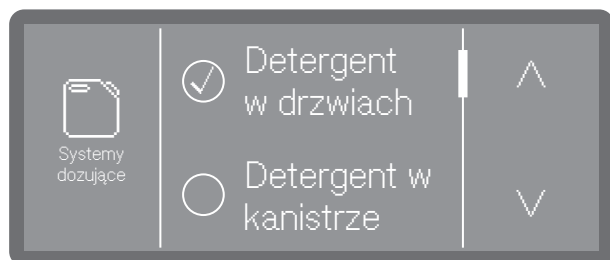 Systemy
dozujące
Detergent
w drzwiach
Detergent w
kanistrze